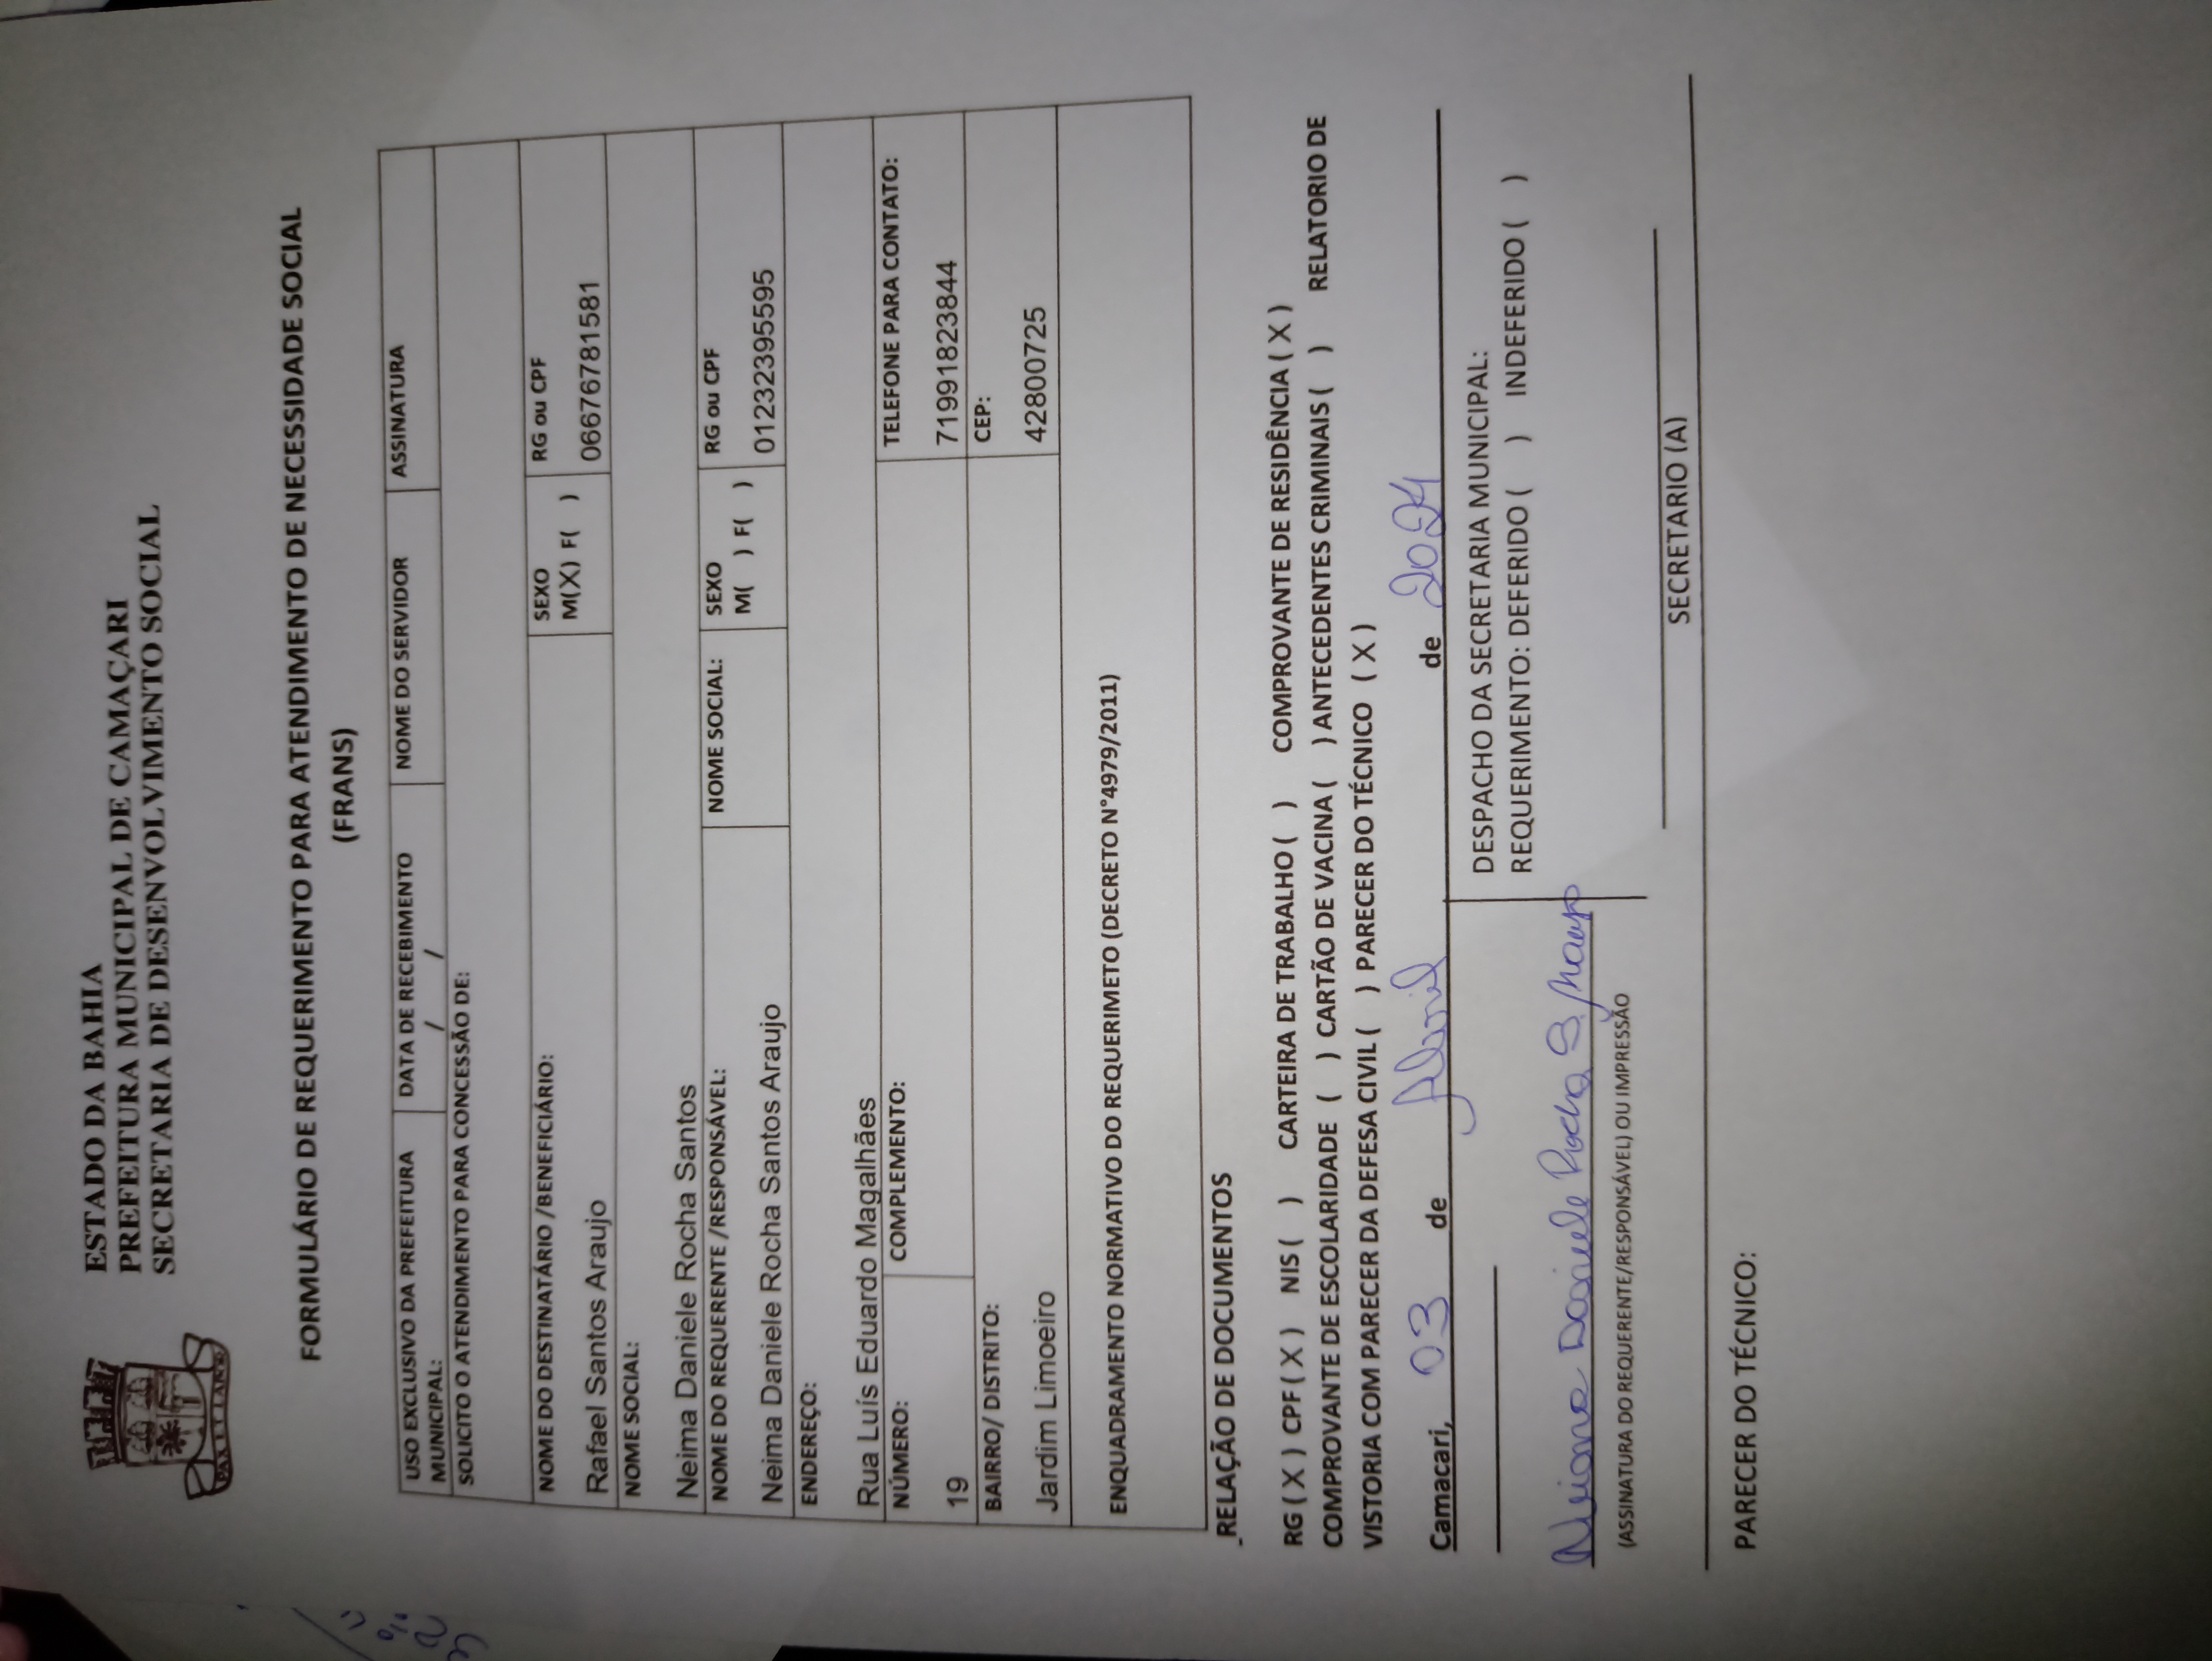 ESTADO DA BAHIA
PREFEITURA MUNICIPAL DE CAMAÇARI
SECRETARIA DE DESENVOLVIMENTO SOCIAL
PAX ET LABOR
FORMULÁRIO DE REQUERIMENTO PARA ATENDIMENTO DE NECESSIDADE SOCIAL
(FRANS)
USO EXCLUSIVO DA PREFEITURA MUNICIPAL: DATA DE RECEBIMENTO / / NOME DO SERVIDOR ASSINATURA
SOLICITO O ATENDIMENTO PARA CONCESSÃO DE:
NOME DO DESTINATÁRIO /BENEFICIÁRIO: SEXO RG ou CPF
M(X) F( )
Rafael Santos Araujo 06676781581
NOME SOCIAL:
Neima Daniele Rocha Santos
NOME DO REQUERENTE /RESPONSÁVEL: NOME SOCIAL: SEXO RG ou CPF
M( ) F( )
Neima Daniele Rocha Santos Araujo 01232395595
ENDEREÇO:
Rua Luís Eduardo Magalhães
NÚMERO: COMPLEMENTO: TELEFONE PARA CONTATO:
19 71991823844
BAIRRO/ DISTRITO: CEP:
Jardim Limoeiro 42800725
ENQUADRAMENTO NORMATIVO DO REQUERIMETO (DECRETO N°4979/2011)
RELAÇÃO DE DOCUMENTOS
RG ( X ) CPF ( X ) NIS ( ) CARTEIRA DE TRABALHO ( ) COMPROVANTE DE RESIDÊNCIA ( X )
COMPROVANTE DE ESCOLARIDADE ( ) CARTÃO DE VACINA ( ) ANTECEDENTES CRIMINAIS ( ) RELATORIO DE
VISTORIA COM PARECER DA DEFESA CIVIL ( ) PARECER DO TÉCNICO ( X )
Camacari, 03 de Abril de 2024
DESPACHO DA SECRETARIA MUNICIPAL:
REQUERIMENTO: DEFERIDO ( ) INDEFERIDO ( )
Daniele Rocha S. Araujo
(ASSINATURA DO REQUERENTE/RESPONSÁVEL) OU IMPRESSÃO
SECRETARIO (A)
PARECER DO TÉCNICO: